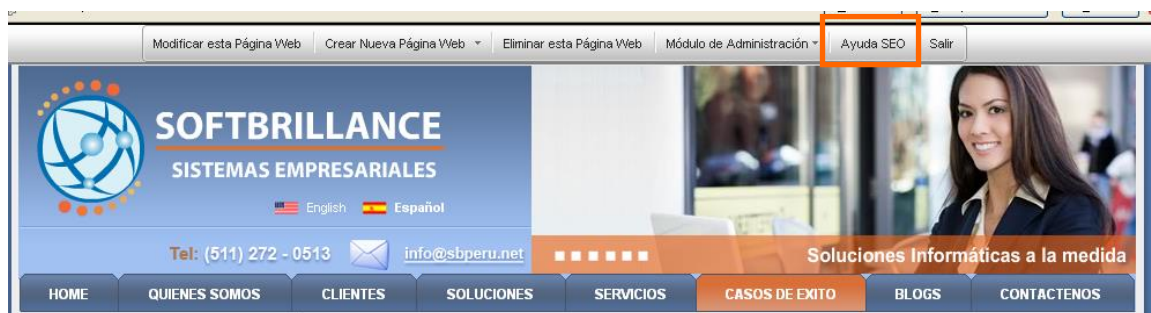 Modificar esta Página Web Crear Nueva Página Web Eliminar esta Página Web Módulo de Administración Ayuda SEO Salir
SOFTBRILLANCE
SISTEMAS EMPRESARIALES
English Español
Tel: (511) 272 - 0513 info@sbperu.net Soluciones Informáticas a la medida
HOME QUIENES SOMOS CLIENTES SOLUCIONES SERVICIOS CASOS DE EXITO BLOGS CONTACTENOS